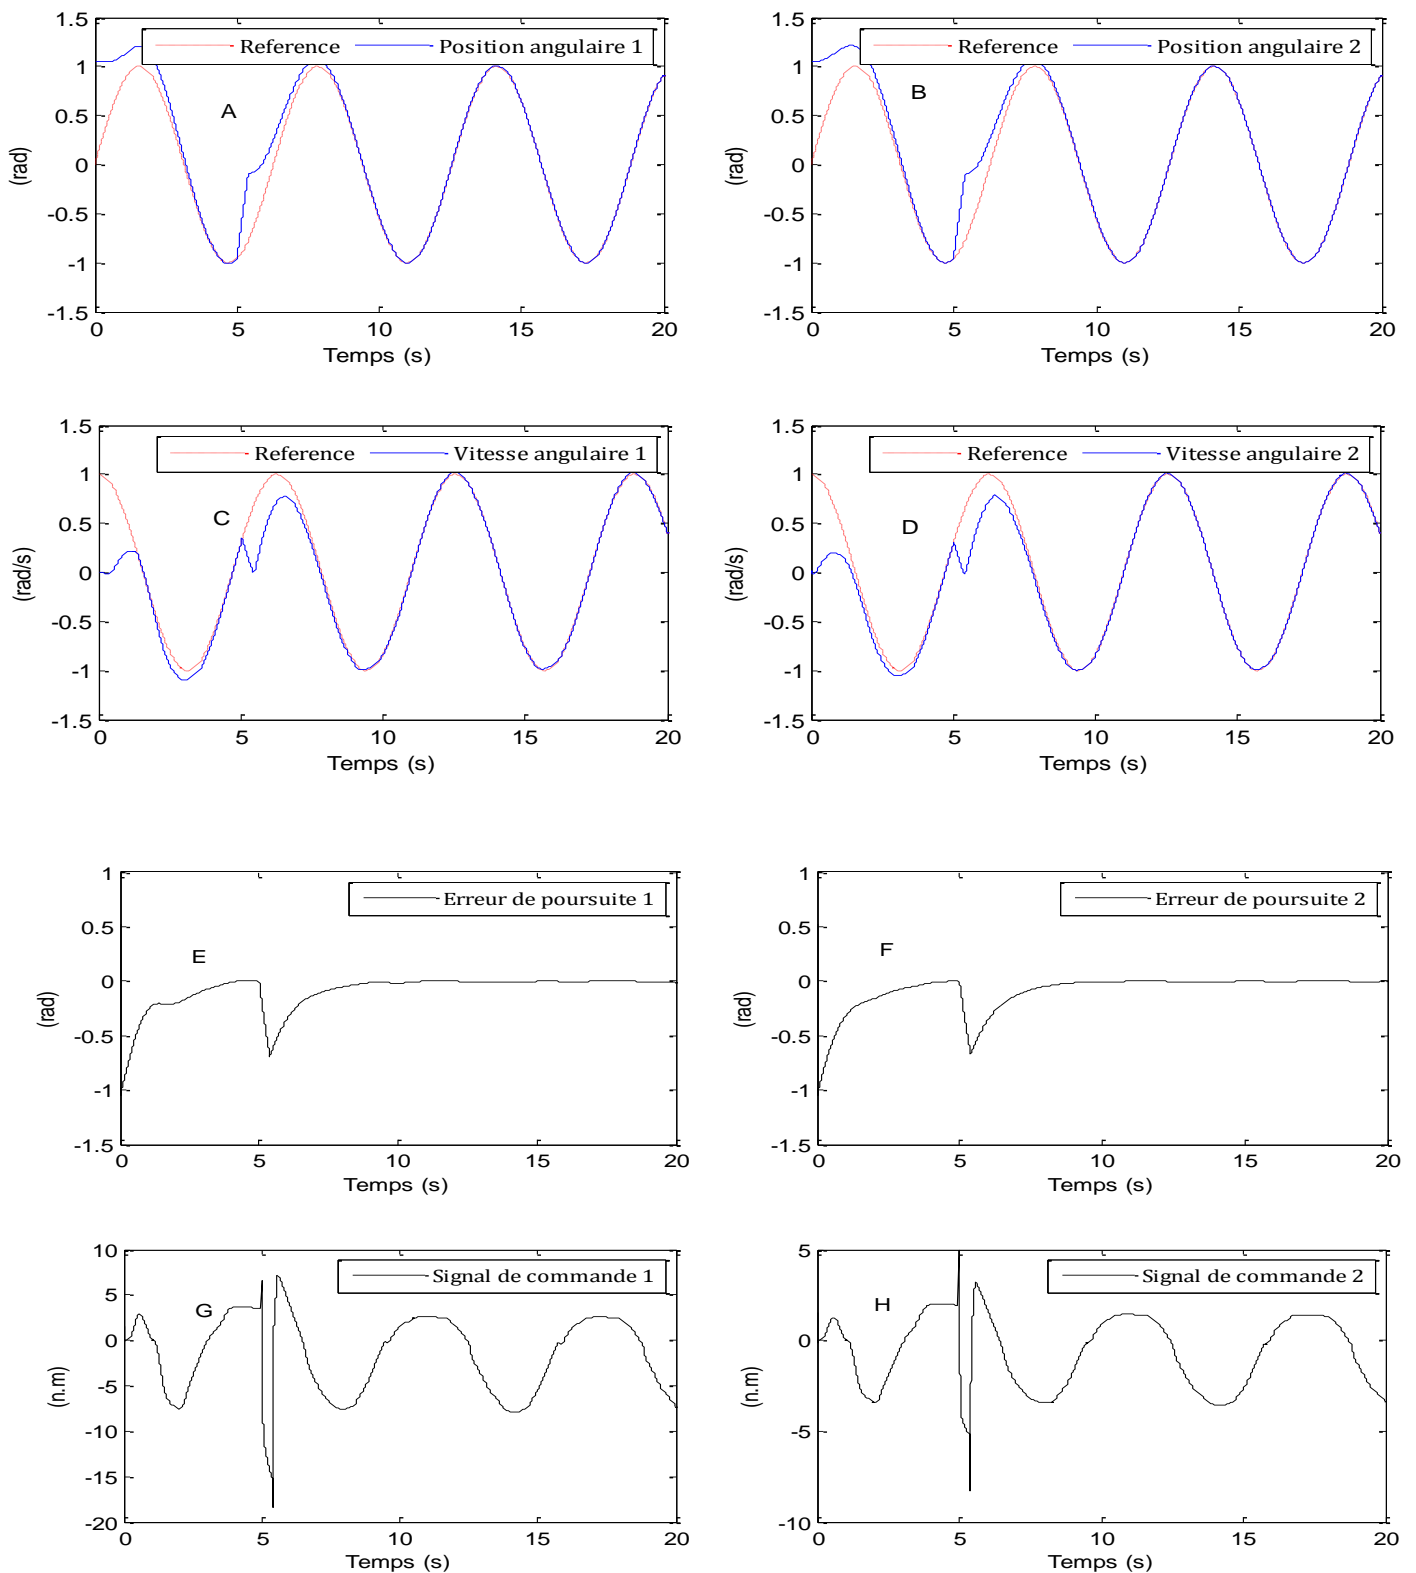 1.5
1
0.5
0
-0.5
-1
-1.5
0 5 10 15 20
(rad)
Temps (s)
Reference Position angulaire 1
A
1.5
1
0.5
0
-0.5
-1
-1.5
0 5 10 15 20
(rad)
Temps (s)
Reference Position angulaire 2
B
1.5
1
0.5
0
-0.5
-1
-1.5
0 5 10 15 20
(rad/s)
Temps (s)
Reference Vitesse angulaire 1
C
1.5
1
0.5
0
-0.5
-1
-1.5
0 5 10 15 20
(rad/s)
Temps (s)
Reference Vitesse angulaire 2
D
1
0.5
0
-0.5
-1
-1.5
0 5 10 15 20
(rad)
Temps (s)
Erreur de poursuite 1
E
1
0.5
0
-0.5
-1
-1.5
0 5 10 15 20
(rad)
Temps (s)
Erreur de poursuite 2
F
10
5
0
-5
-10
-15
-20
0 5 10 15 20
(n.m)
Temps (s)
Signal de commande 1
G
5
0
-5
-10
0 5 10 15 20
(n.m)
Temps (s)
Signal de commande 2
H